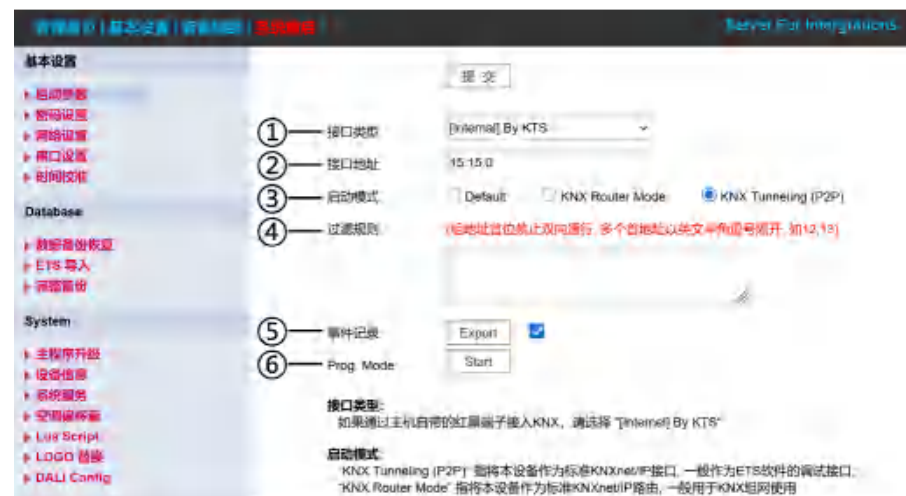 管理首页 | 基本设置 | 设备编组 | 系统维护
Server For Intergrations
基本设置
启动参数
密码设置
网络设置
串口设置
时间校准
Database
数据备份恢复
ETS 导入
完整备份
System
主程序升级
设备信息
系统服务
Lua Script
LOGO 替换
DALI Config
提 交
① 接口类型 [Internal] By KTS
② 接口地址 15.15.0
③ 启动模式 Default KNX Router Mode KNX Tunneling (P2P)
④ 过滤规则 (组地址首位禁止双向通行, 多个首地址以英文半角逗号隔开, 如12,13)
⑤ 事件记录 Export
⑥ Prog. Mode Start
接口类型:
如果通过主机自带的红黑端子接入KNX, 请选择 "[Internal] By KTS"
启动模式:
"KNX Tunneling (P2P)" 指将本设备作为标准KNXnet/IP接口, 一般作为ETS软件的调试接口,
"KNX Router Mode" 指将本设备作为标准KNXnet/IP路由, 一般用于KNX组网使用